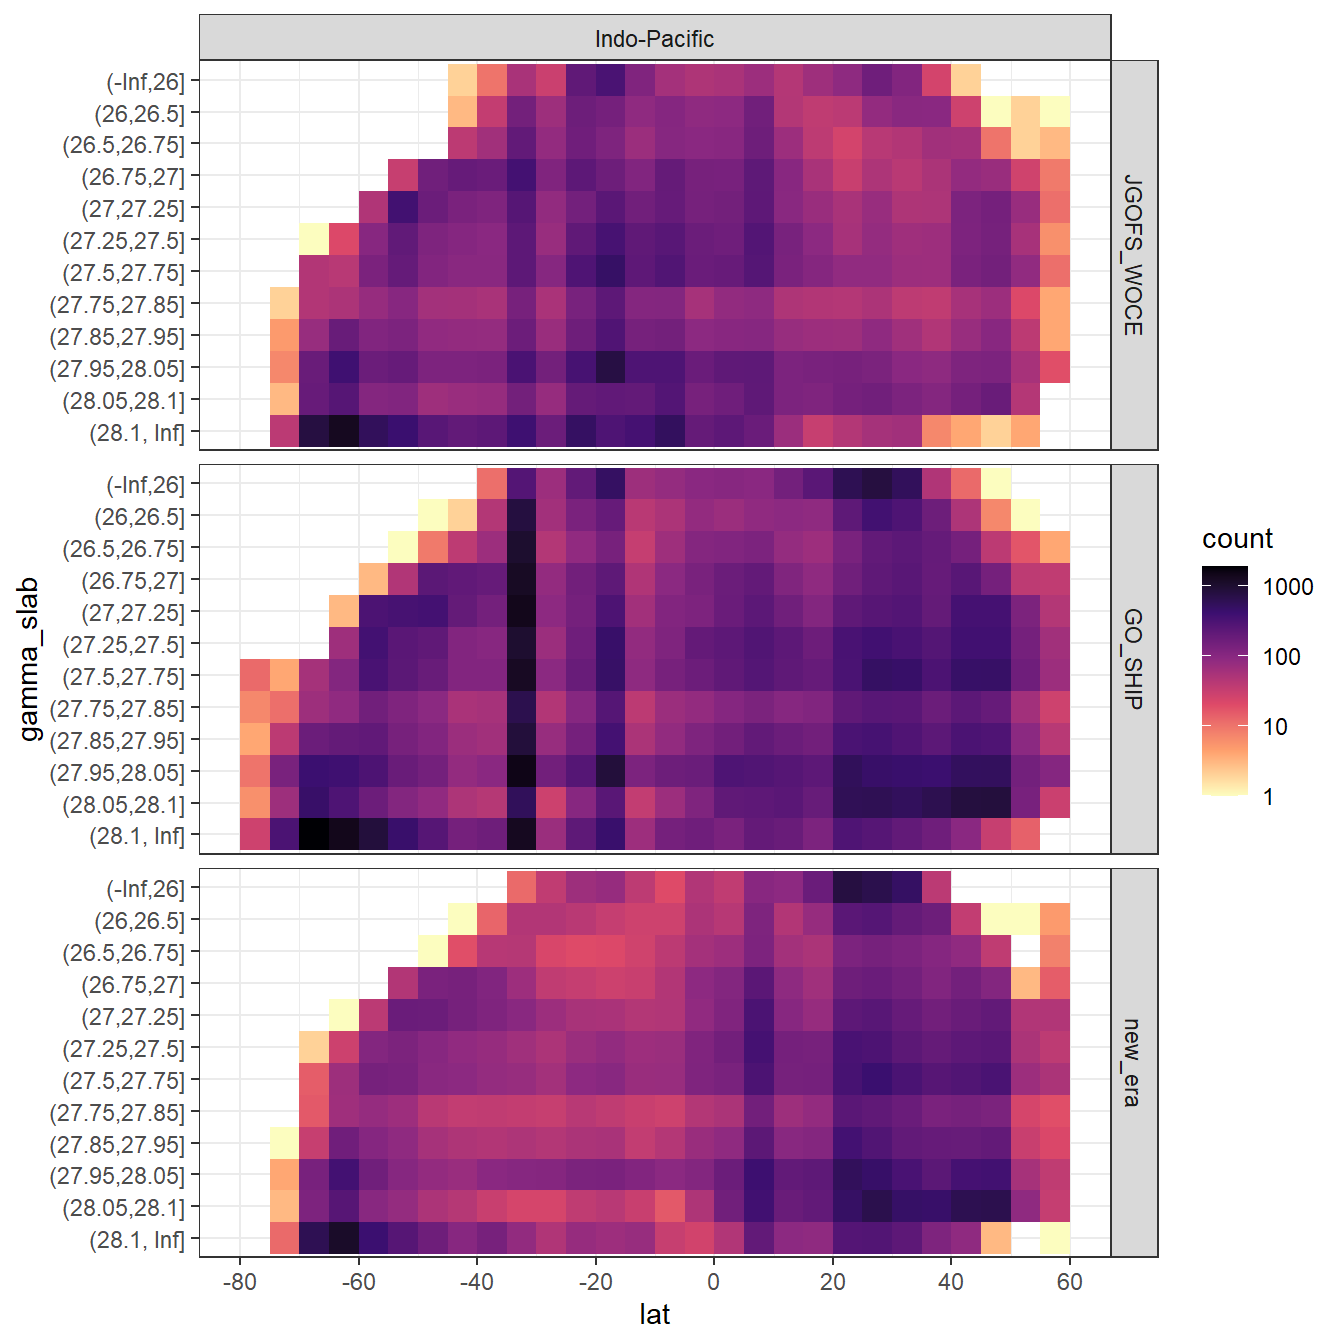 Indo-Pacific
(-Inf,26]
(26,26.5]
(26.5,26.75]
(26.75,27]
(27,27.25]
(27.25,27.5]
(27.5,27.75]
(27.75,27.85]
(27.85,27.95]
(27.95,28.05]
(28.05,28.1]
(28.1, Inf]
JGOFS_WOCE
(-Inf,26]
(26,26.5]
(26.5,26.75]
(26.75,27]
(27,27.25]
(27.25,27.5]
(27.5,27.75]
(27.75,27.85]
(27.85,27.95]
(27.95,28.05]
(28.05,28.1]
(28.1, Inf]
GO_SHIP
(-Inf,26]
(26,26.5]
(26.5,26.75]
(26.75,27]
(27,27.25]
(27.25,27.5]
(27.5,27.75]
(27.75,27.85]
(27.85,27.95]
(27.95,28.05]
(28.05,28.1]
(28.1, Inf]
new_era
gamma_slab
-80 -60 -40 -20 0 20 40 60
lat
count
1000
100
10
1